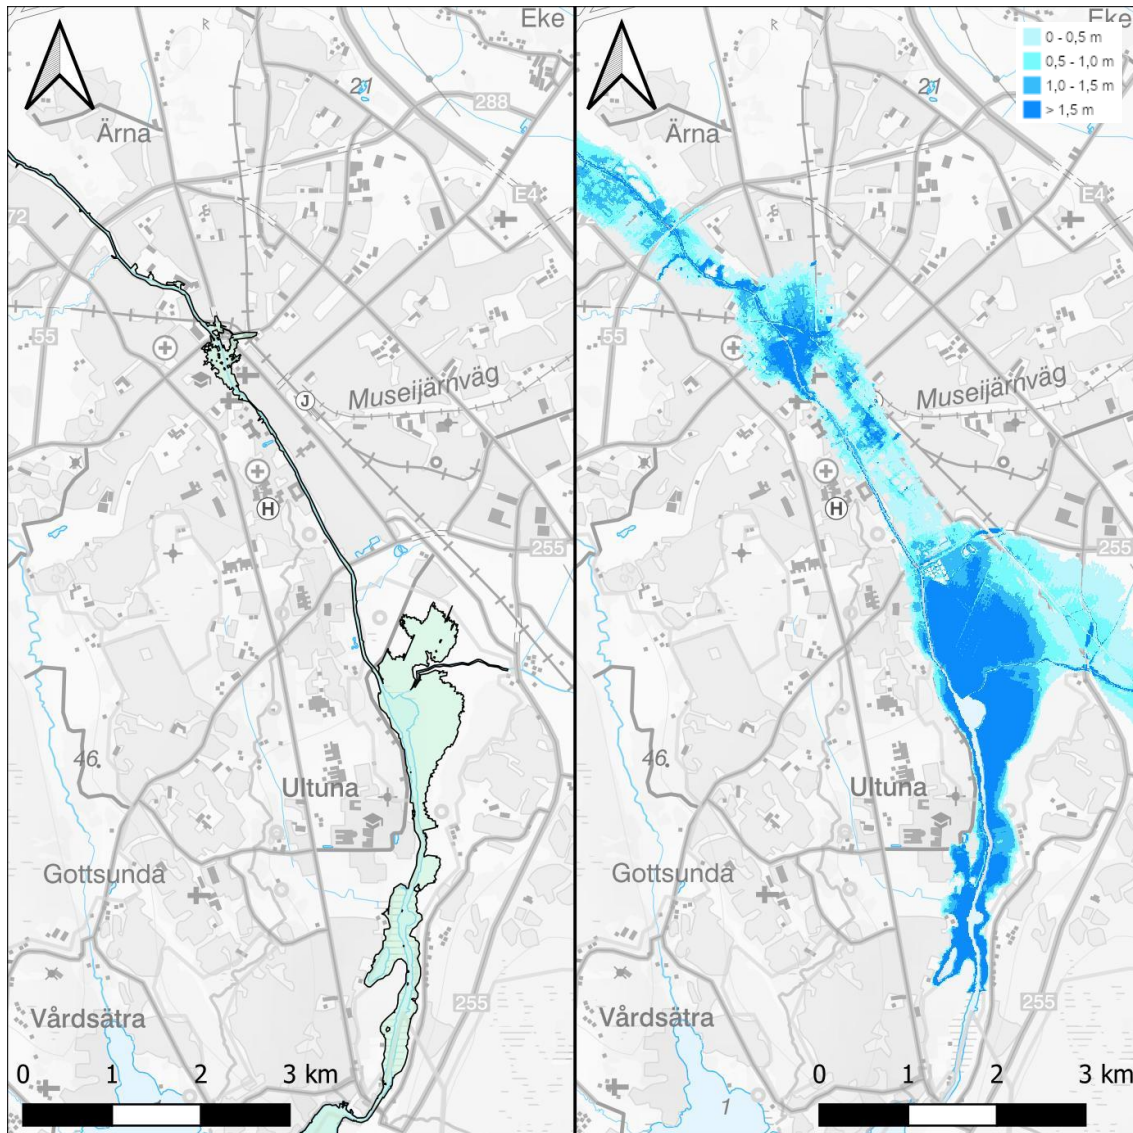 Eke
21
288
Ärna
E4
72
55
Museijärnväg
J
H
255
46
Ultuna
Gottsunda
255
Vårdsätra
0 1 2 3 km
Eke
0 - 0,5 m
0,5 - 1,0 m
1,0 - 1,5 m
> 1,5 m
21
Ärna
E4
55
Museijärnväg
H
255
46
Ultuna
Gottsunda
255
Vårdsätra
1
0 1 2 3 km